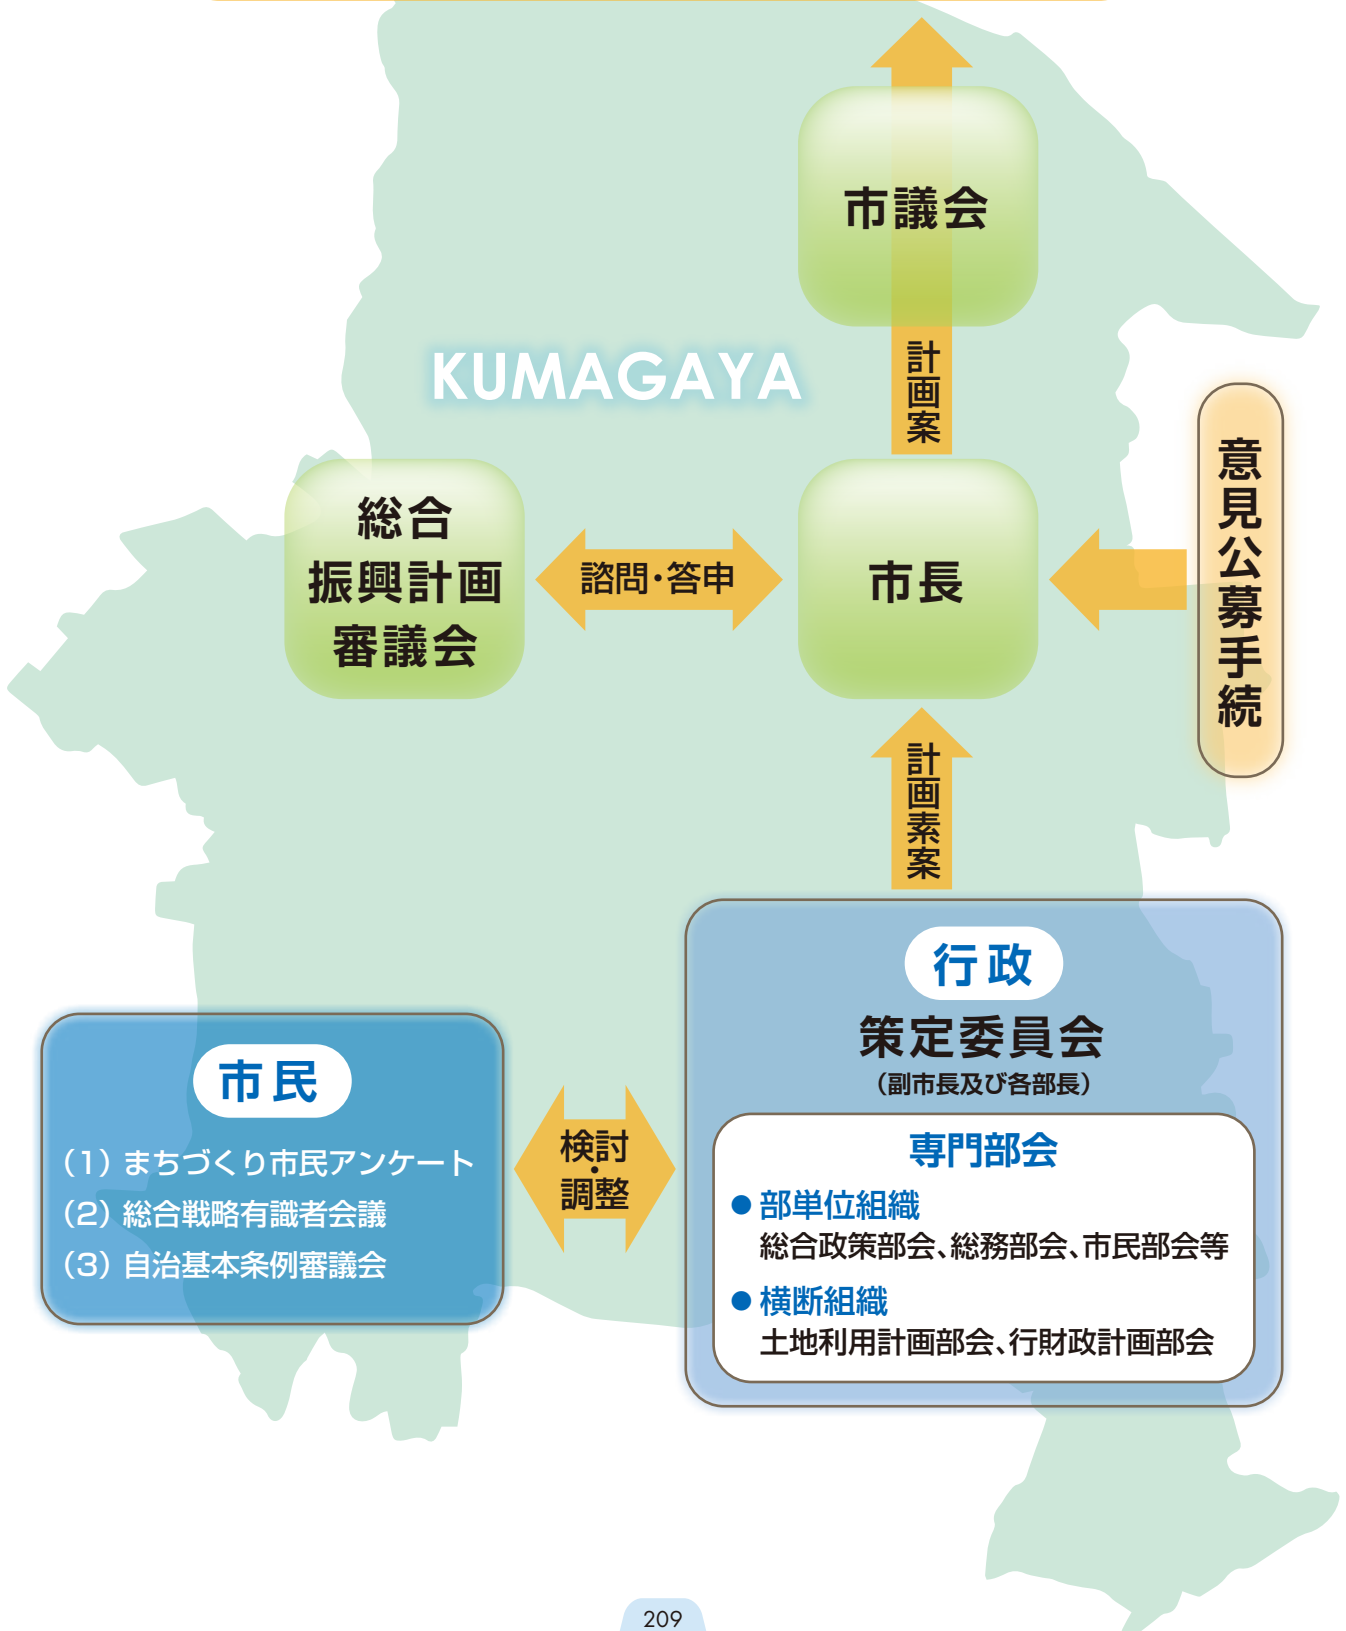 市議会
計画案
KUMAGAYA
意見公募手続
総合
振興計画
審議会
諮問・答申
市長
計画素案
行政
策定委員会
（副市長及び各部長）
市民
（1）まちづくり市民アンケート
（2）総合戦略有識者会議
（3）自治基本条例審議会
検討
・
調整
専門部会
●部単位組織
総合政策部会、総務部会、市民部会等
●横断組織
土地利用計画部会、行財政計画部会
209